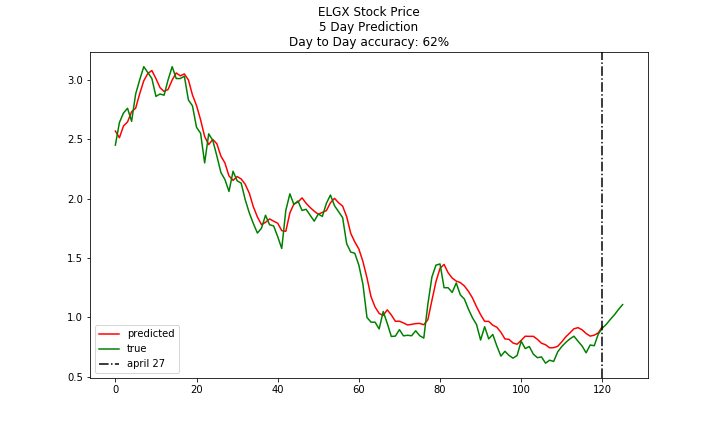 ELGX Stock Price
5 Day Prediction
Day to Day accuracy: 62%
3.0
2.5
2.0
1.5
1.0
0.5
predicted
true
april 27
0 20 40 60 80 100 120